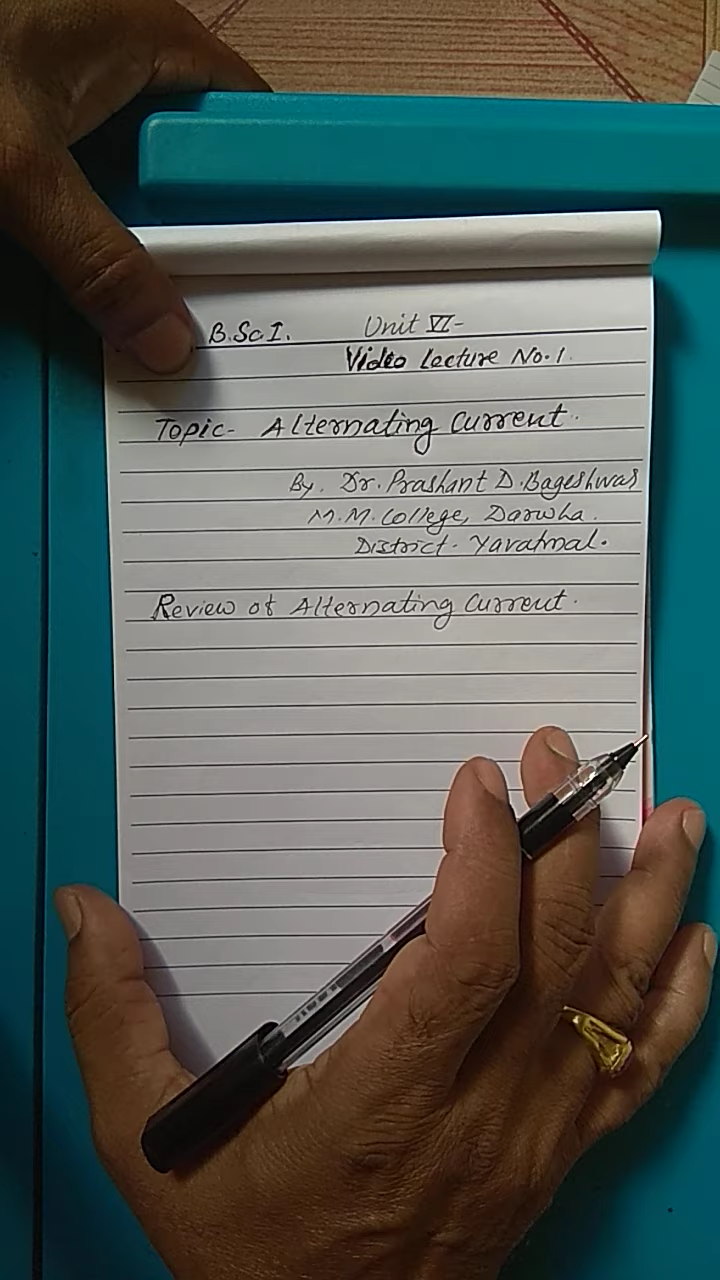 B.Sc.I. Unit VI-
Video Lecture No.1.
Topic- Alternating Current.
By. Dr. Prashant D. Bageshwar
M.M. College, Darwha.
District- Yavatmal.
Review of Alternating Current.